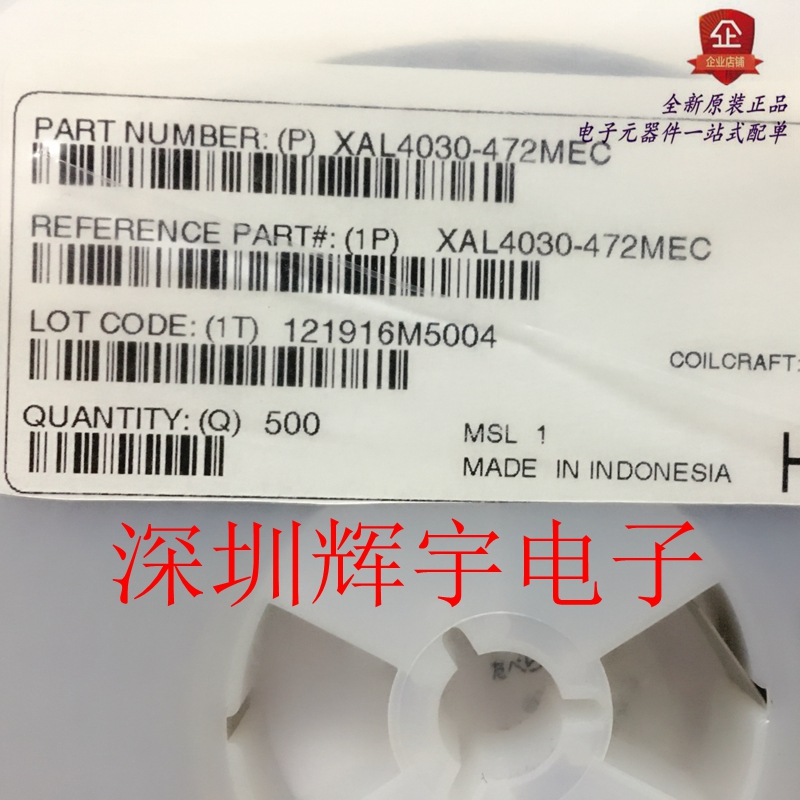 企
企业店铺
全新原装正品
电子元器件一站式配单
PART NUMBER: (P) XAL4030-472MEC
REFERENCE PART#: (1P) XAL4030-472MEC
LOT CODE: (1T) 121916M5004
COILCRAFT:
QUANTITY: (Q) 500
MSL 1
MADE IN INDONESIA
H
深圳辉宇电子